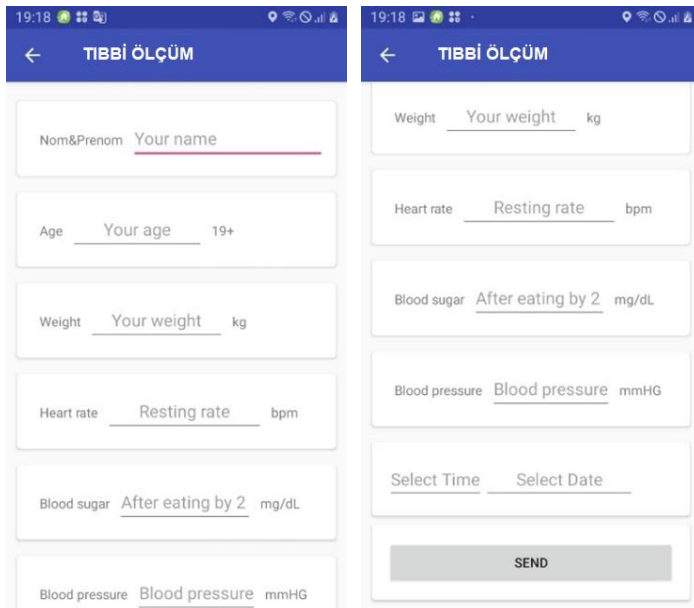 19:18
TIBBİ ÖLÇÜM
Nom&Prenom Your name
Age Your age 19+
Weight Your weight kg
Heart rate Resting rate bpm
Blood sugar After eating by 2 mg/dL
Blood pressure Blood pressure mmHG
19:18
TIBBİ ÖLÇÜM
Weight Your weight kg
Heart rate Resting rate bpm
Blood sugar After eating by 2 mg/dL
Blood pressure Blood pressure mmHG
Select Time Select Date
SEND